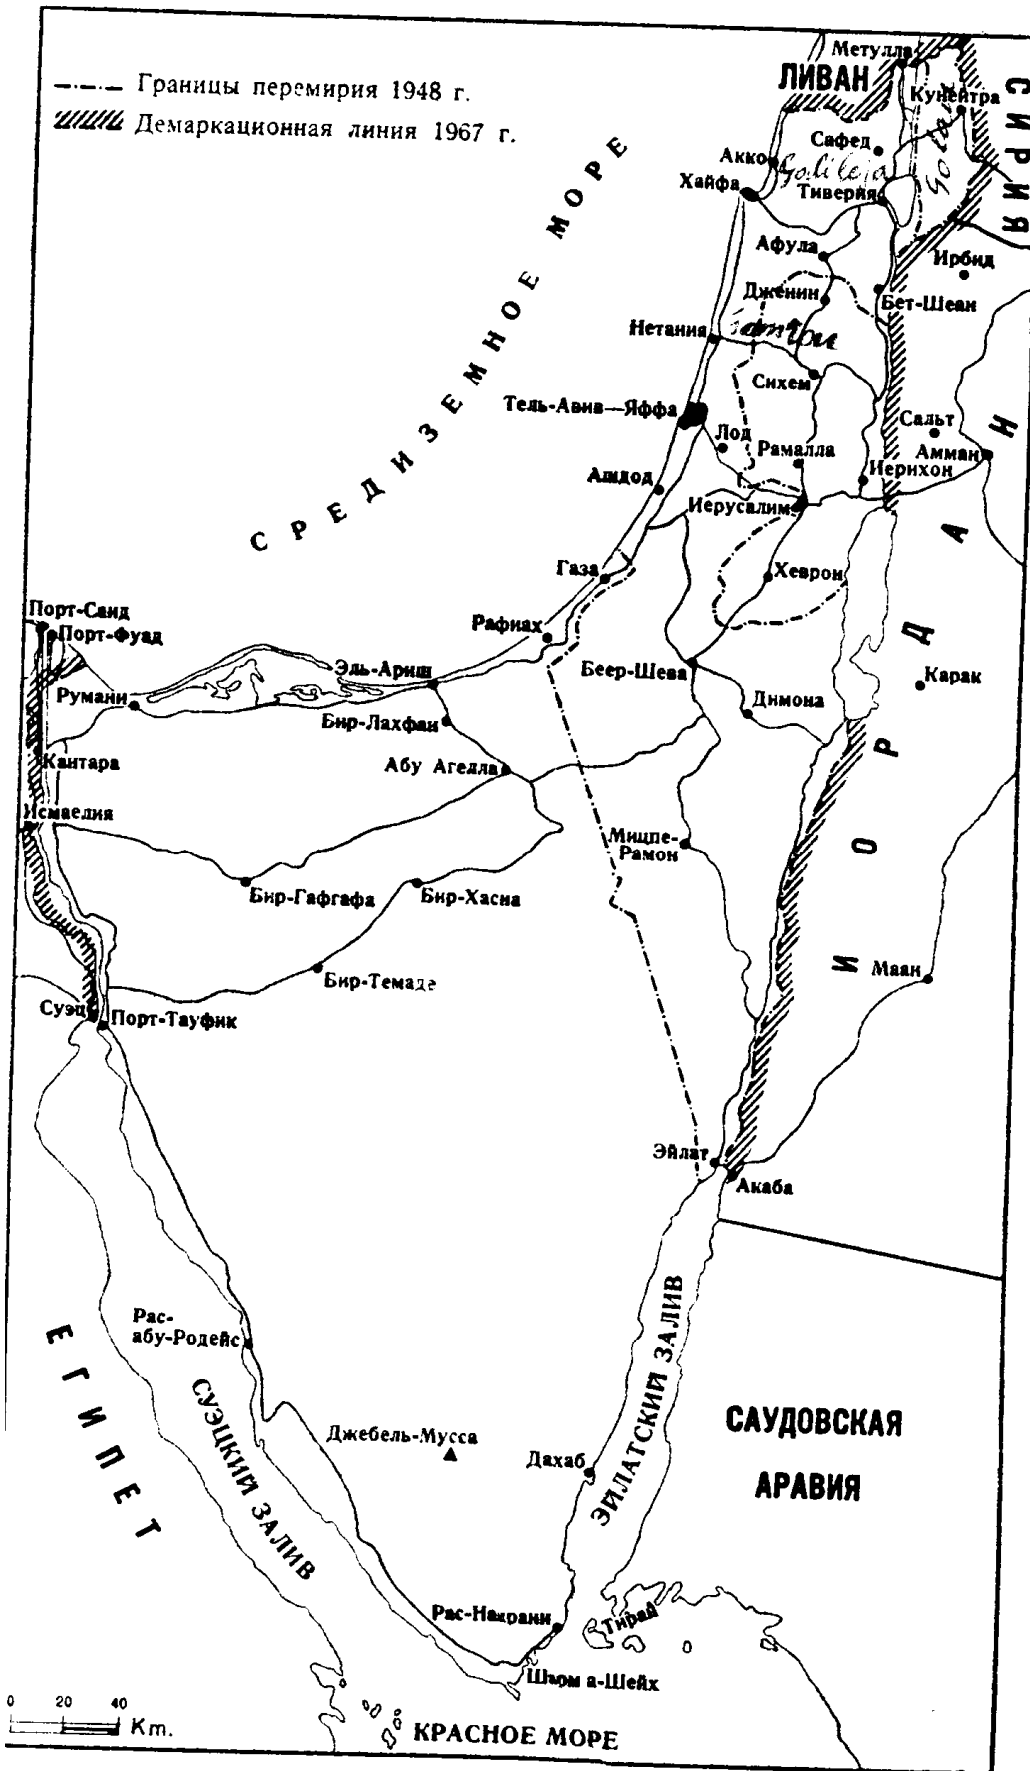 Границы перемирия 1948 г.
Демаркационная линия 1967 г.
СРЕДИЗЕМНОЕ МОРЕ
ЛИВАН
СИРИЯ
ИОРДАН
Метулла
Кунейтра
Сафед
Акко
Galilea
Golan
Хайфа
Тиверия
Афула
Ирбид
Дженин
Бет-Шеан
Нетания
Сихем
Тель-Авив—Яффа
Сальт
Лод
Рамалла
Амман
Иерихон
Ашдод
Иерусалим
Газа
Хеврон
Порт-Саид
Порт-Фуад
Рафиах
Эль-Ариш
Беер-Шева
Карак
Румани
Димона
Бир-Лахфан
Кантара
Абу Агелла
Исмаелия
Мицпе-
Рамон
Бир-Гафгафа
Бир-Хасна
Бир-Темаде
Маан
Суэц
Порт-Тауфик
Эйлат
Акаба
ЕГИПЕТ
Рас-
абу-Родейс
СУЭЦКИЙ ЗАЛИВ
ЭЙЛАТСКИЙ ЗАЛИВ
САУДОВСКАЯ
АРАВИЯ
Джебель-Мусса
Дахаб
Рас-Нацрани
Тиран
Шарм а-Шейх
0 20 40
Km.
КРАСНОЕ МОРЕ